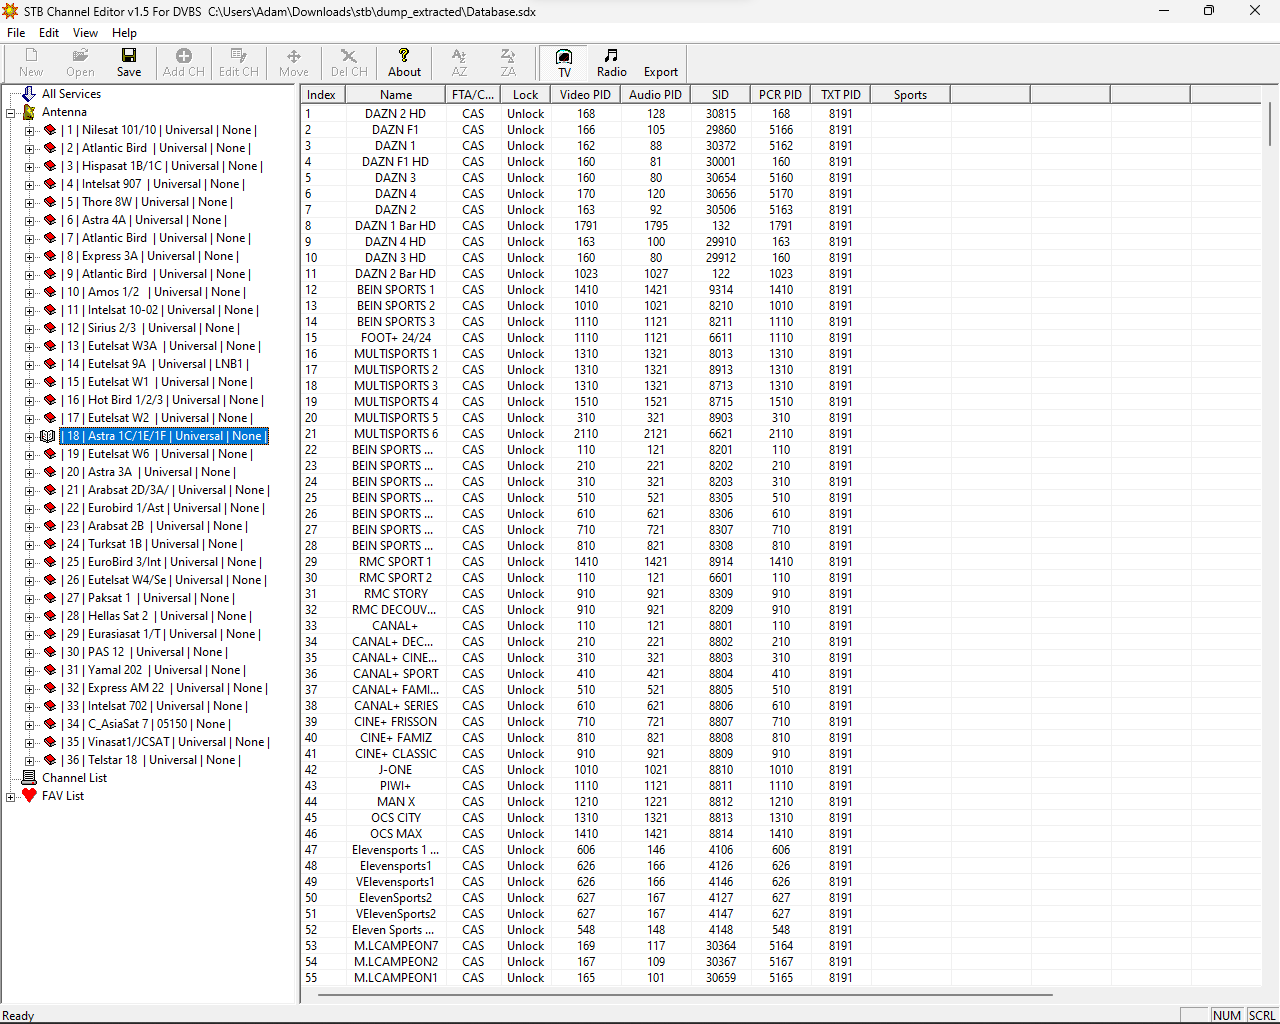 STB Channel Editor v1.5 For DVBS C:\Users\Adam\Downloads\stb\dump_extracted\Database.sdx
File Edit View Help
New Open Save Add CH Edit CH Move Del CH About AZ ZA TV Radio Export
All Services
Antenna
| 1 | Nilesat 101/10 | Universal | None |
| 2 | Atlantic Bird | Universal | None |
| 3 | Hispasat 1B/1C | Universal | None |
| 4 | Intelsat 907 | Universal | None |
| 5 | Thore 8W | Universal | None |
| 6 | Astra 4A | Universal | None |
| 7 | Atlantic Bird | Universal | None |
| 8 | Express 3A | Universal | None |
| 9 | Atlantic Bird | Universal | None |
| 10 | Amos 1/2 | Universal | None |
| 11 | Intelsat 10-02 | Universal | None |
| 12 | Sirius 2/3 | Universal | None |
| 13 | Eutelsat W3A | Universal | None |
| 14 | Eutelsat 9A | Universal | LNB1 |
| 15 | Eutelsat W1 | Universal | None |
| 16 | Hot Bird 1/2/3 | Universal | None |
| 17 | Eutelsat W2 | Universal | None |
| 18 | Astra 1C/1E/1F | Universal | None |
| 19 | Eutelsat W6 | Universal | None |
| 20 | Astra 3A | Universal | None |
| 21 | Arabsat 2D/3A/ | Universal | None |
| 22 | Eurobird 1/Ast | Universal | None |
| 23 | Arabsat 2B | Universal | None |
| 24 | Turksat 1B | Universal | None |
| 25 | EuroBird 3/Int | Universal | None |
| 26 | Eutelsat W4/Se | Universal | None |
| 27 | Paksat 1 | Universal | None |
| 28 | Hellas Sat 2 | Universal | None |
| 29 | Eurasiasat 1/T | Universal | None |
| 30 | PAS 12 | Universal | None |
| 31 | Yamal 202 | Universal | None |
| 32 | Express AM 22 | Universal | None |
| 33 | Intelsat 702 | Universal | None |
| 34 | C_AsiaSat 7 | 05150 | None |
| 35 | Vinasat1/JCSAT | Universal | None |
| 36 | Telstar 18 | Universal | None |
Channel List
FAV List
Index Name FTA/C... Lock Video PID Audio PID SID PCR PID TXT PID Sports
1 DAZN 2 HD CAS Unlock 168 128 30815 168 8191
2 DAZN F1 CAS Unlock 166 105 29860 5166 8191
3 DAZN 1 CAS Unlock 162 88 30372 5162 8191
4 DAZN F1 HD CAS Unlock 160 81 30001 160 8191
5 DAZN 3 CAS Unlock 160 80 30654 5160 8191
6 DAZN 4 CAS Unlock 170 120 30656 5170 8191
7 DAZN 2 CAS Unlock 163 92 30506 5163 8191
8 DAZN 1 Bar HD CAS Unlock 1791 1795 132 1791 8191
9 DAZN 4 HD CAS Unlock 163 100 29910 163 8191
10 DAZN 3 HD CAS Unlock 160 80 29912 160 8191
11 DAZN 2 Bar HD CAS Unlock 1023 1027 122 1023 8191
12 BEIN SPORTS 1 CAS Unlock 1410 1421 9314 1410 8191
13 BEIN SPORTS 2 CAS Unlock 1010 1021 8210 1010 8191
14 BEIN SPORTS 3 CAS Unlock 1110 1121 8211 1110 8191
15 FOOT+ 24/24 CAS Unlock 1110 1121 6611 1110 8191
16 MULTISPORTS 1 CAS Unlock 1310 1321 8013 1310 8191
17 MULTISPORTS 2 CAS Unlock 1310 1321 8913 1310 8191
18 MULTISPORTS 3 CAS Unlock 1310 1321 8713 1310 8191
19 MULTISPORTS 4 CAS Unlock 1510 1521 8715 1510 8191
20 MULTISPORTS 5 CAS Unlock 310 321 8903 310 8191
21 MULTISPORTS 6 CAS Unlock 2110 2121 6621 2110 8191
22 BEIN SPORTS ... CAS Unlock 110 121 8201 110 8191
23 BEIN SPORTS ... CAS Unlock 210 221 8202 210 8191
24 BEIN SPORTS ... CAS Unlock 310 321 8203 310 8191
25 BEIN SPORTS ... CAS Unlock 510 521 8305 510 8191
26 BEIN SPORTS ... CAS Unlock 610 621 8306 610 8191
27 BEIN SPORTS ... CAS Unlock 710 721 8307 710 8191
28 BEIN SPORTS ... CAS Unlock 810 821 8308 810 8191
29 RMC SPORT 1 CAS Unlock 1410 1421 8914 1410 8191
30 RMC SPORT 2 CAS Unlock 110 121 6601 110 8191
31 RMC STORY CAS Unlock 910 921 8309 910 8191
32 RMC DECOUV... CAS Unlock 910 921 8209 910 8191
33 CANAL+ CAS Unlock 110 121 8801 110 8191
34 CANAL+ DEC... CAS Unlock 210 221 8802 210 8191
35 CANAL+ CINE... CAS Unlock 310 321 8803 310 8191
36 CANAL+ SPORT CAS Unlock 410 421 8804 410 8191
37 CANAL+ FAMI... CAS Unlock 510 521 8805 510 8191
38 CANAL+ SERIES CAS Unlock 610 621 8806 610 8191
39 CINE+ FRISSON CAS Unlock 710 721 8807 710 8191
40 CINE+ FAMIZ CAS Unlock 810 821 8808 810 8191
41 CINE+ CLASSIC CAS Unlock 910 921 8809 910 8191
42 J-ONE CAS Unlock 1010 1021 8810 1010 8191
43 PIWI+ CAS Unlock 1110 1121 8811 1110 8191
44 MAN X CAS Unlock 1210 1221 8812 1210 8191
45 OCS CITY CAS Unlock 1310 1321 8813 1310 8191
46 OCS MAX CAS Unlock 1410 1421 8814 1410 8191
47 Elevensports 1 ... CAS Unlock 606 146 4106 606 8191
48 Elevensports1 CAS Unlock 626 166 4126 626 8191
49 VElevensports1 CAS Unlock 626 166 4146 626 8191
50 ElevenSports2 CAS Unlock 627 167 4127 627 8191
51 VElevenSports2 CAS Unlock 627 167 4147 627 8191
52 Eleven Sports ... CAS Unlock 548 148 4148 548 8191
53 M.LCAMPEON7 CAS Unlock 169 117 30364 5164 8191
54 M.LCAMPEON2 CAS Unlock 167 109 30367 5167 8191
55 M.LCAMPEON1 CAS Unlock 165 101 30659 5165 8191
Ready NUM SCRL